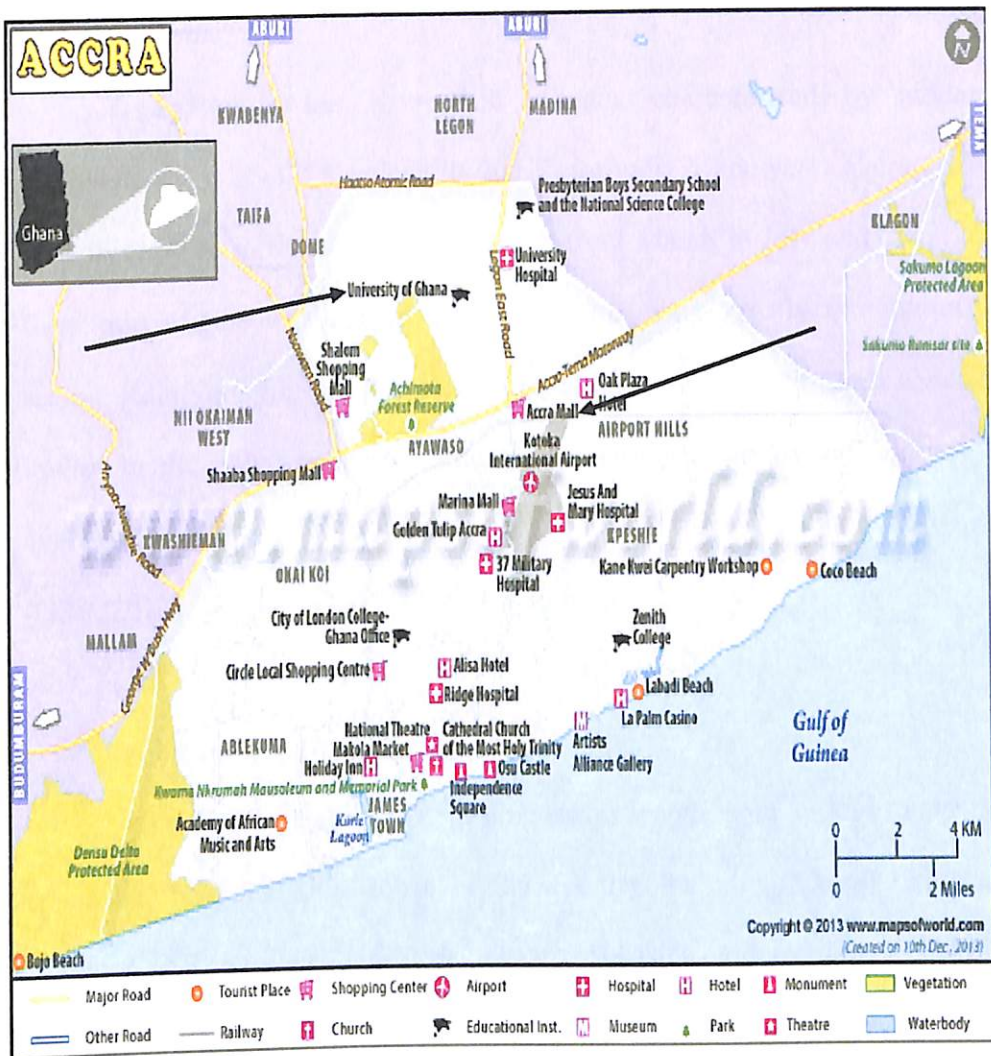 ACCRA
ABURI
ABURI
N
TEMA
KWABENYA
NORTH
LEGON
MADINA
Haatso Atomic Road
Presbyterian Boys Secondary School
and the National Science College
Ghana
TAIFA
DOME
KLAGON
University
Hospital
Legon East Road
Sakumo Lagoon
Protected Area
University of Ghana
Nsawam Road
Accra-Tema Motorway
Sakumo Ramsar site
Shalom
Shopping
Mall
Achimota
Forest Reserve
Oak Plaza
Hotel
Accra Mall
NII OKAIMAN
WEST
AYAWASO
AIRPORT HILLS
Kotoka
International Airport
Shaaba Shopping Mall
Marina Mall
Jesus And
Mary Hospital
www.mapsofworld.com
Golden Tulip Accra
KPESHIE
KWASHIEMAN
OKAI KOI
37 Military
Hospital
Kane Kwei Carpentry Workshop
Coco Beach
City of London College-
Ghana Office
Zenith
College
MALLAM
George W Bush Hwy
Circle Local Shopping Centre
Alisa Hotel
Ridge Hospital
Labadi Beach
La Palm Casino
BUDUMBURAM
Gulf of
Guinea
ABLEKUMA
National Theatre
Makola Market
Cathedral Church
of the Most Holy Trinity
Artists
Alliance Gallery
Holiday Inn
Osu Castle
Independence
Square
Kwame Nkrumah Mausoleum and Memorial Park
JAMES
TOWN
Korle
Lagoon
Academy of African
Music and Arts
Densu Delta
Protected Area
0 2 4 KM
0 2 Miles
Copyright © 2013 www.mapsofworld.com
(Created on 10th Dec, 2013)
Bojo Beach
Major Road Tourist Place Shopping Center Airport Hospital Hotel Monument Vegetation
Other Road Railway Church Educational Inst. Museum Park Theatre Waterbody